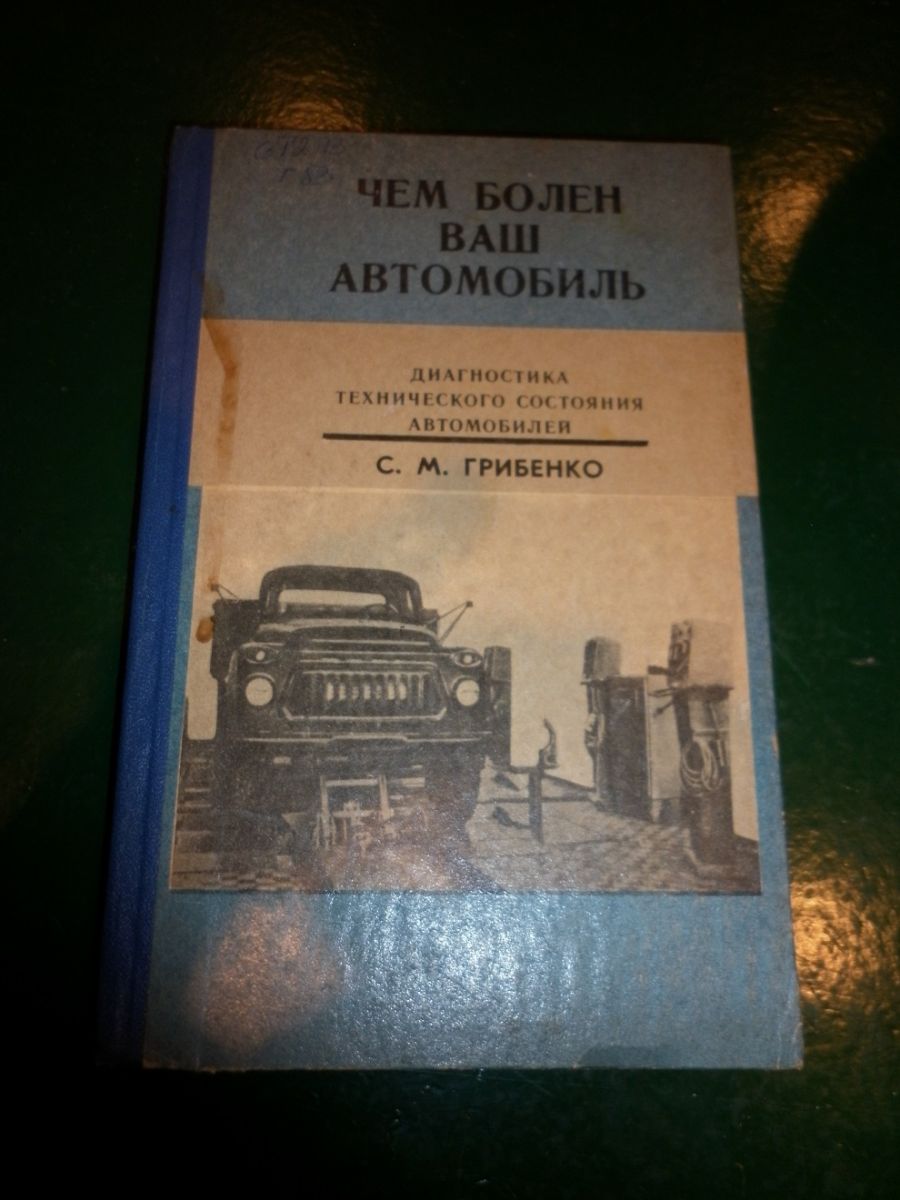 ЧЕМ БОЛЕН
ВАШ
АВТОМОБИЛЬ
ДИАГНОСТИКА
ТЕХНИЧЕСКОГО СОСТОЯНИЯ
АВТОМОБИЛЕЙ
С. М. ГРИБЕНКО